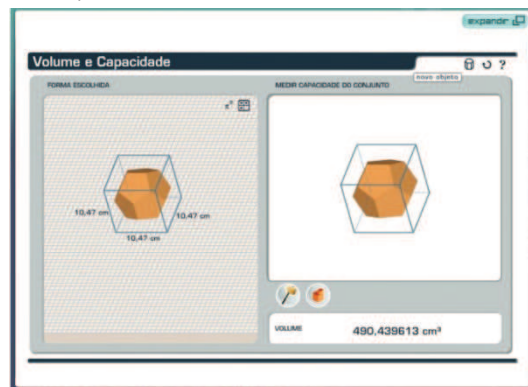 expandir
Volume e Capacidade
?
novo objeto
FORMA ESCOLHIDA
MEDIR CAPACIDADE DO CONJUNTO
10,47 cm
10,47 cm
10,47 cm
VOLUME
490,439613 cm³